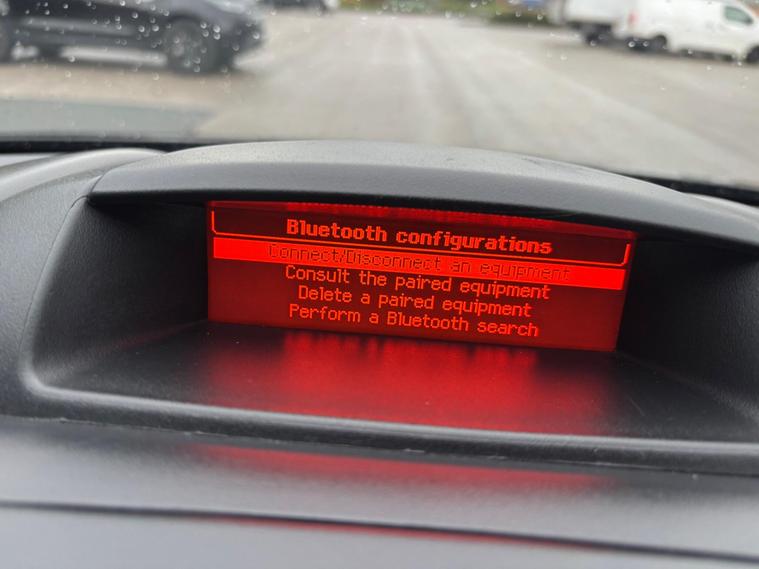 Bluetooth configurations
Connect/Disconnect an equipment
Consult the paired equipment
Delete a paired equipment
Perform a Bluetooth search